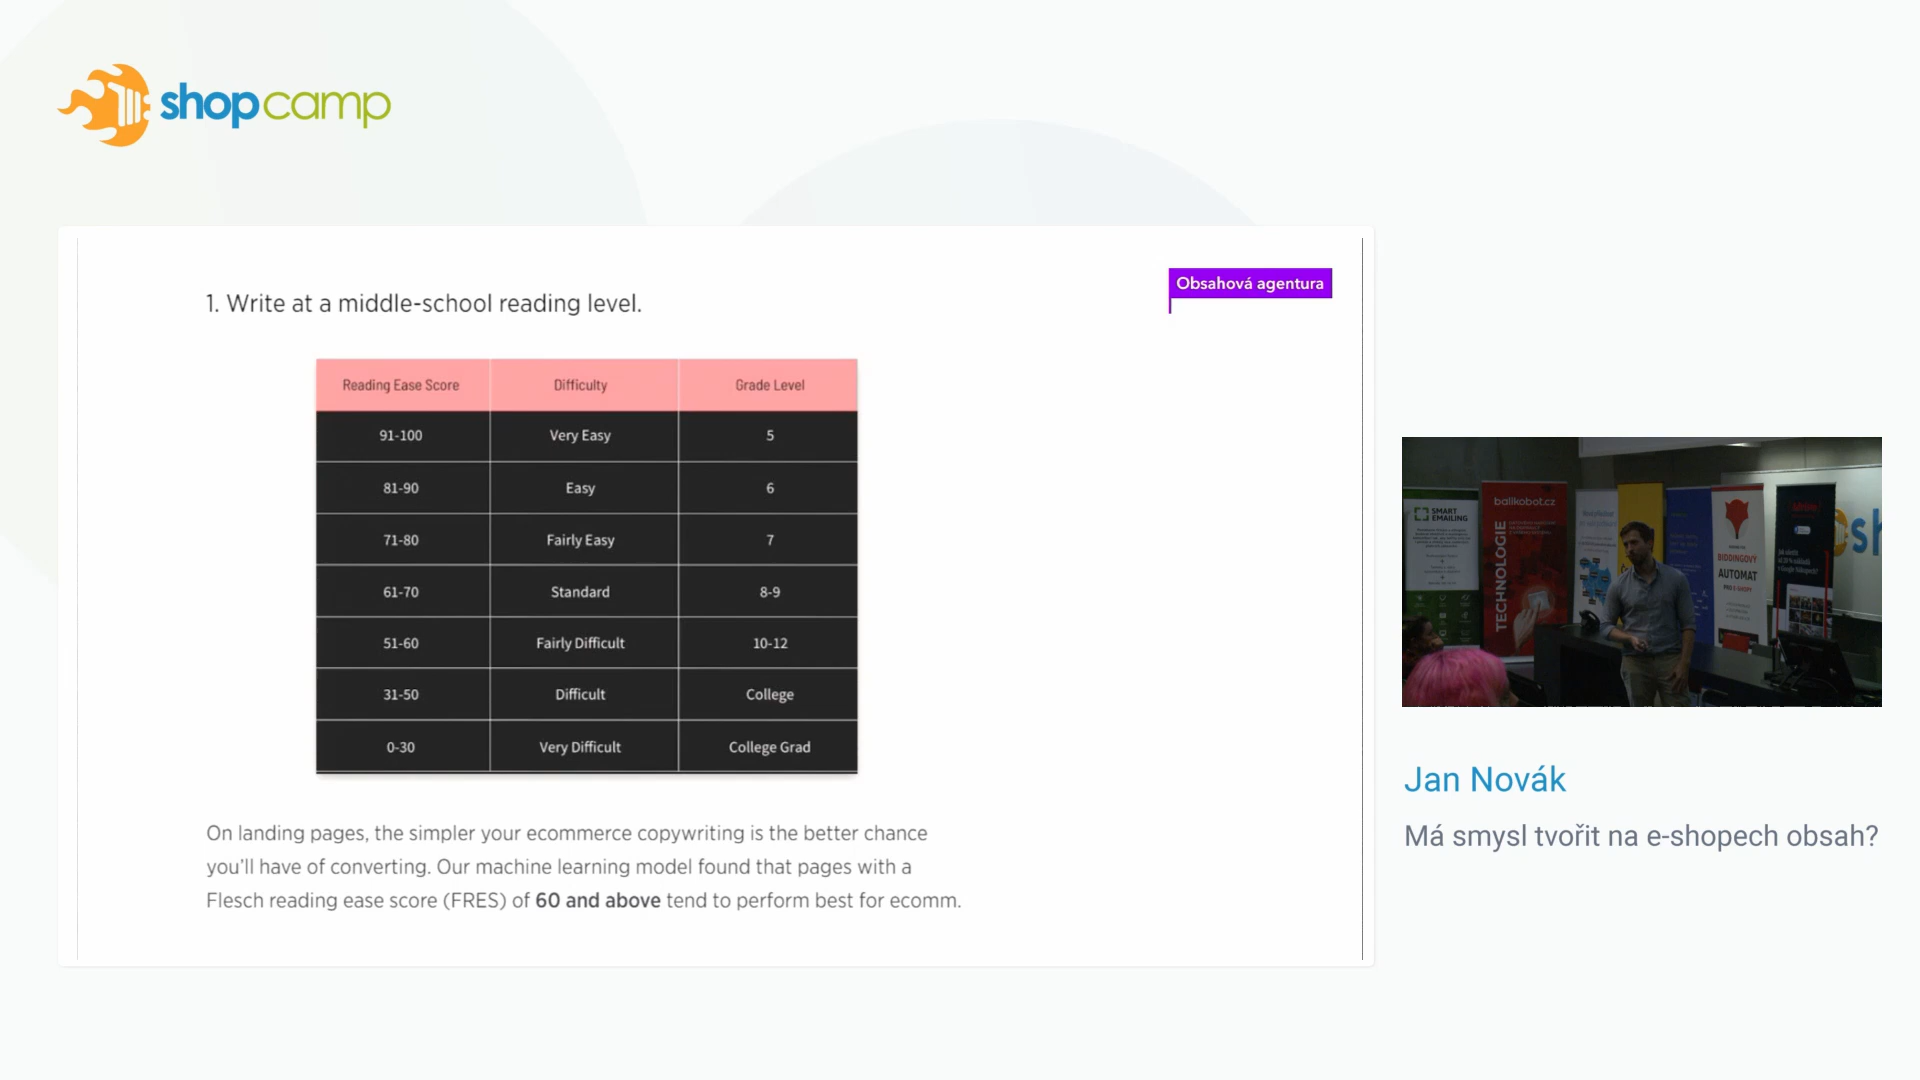 shopcamp
Obsahová agentura
1. Write at a middle-school reading level.
Reading Ease Score Difficulty Grade Level
91-100 Very Easy 5
81-90 Easy 6
71-80 Fairly Easy 7
61-70 Standard 8-9
51-60 Fairly Difficult 10-12
31-50 Difficult College
0-30 Very Difficult College Grad
On landing pages, the simpler your ecommerce copywriting is the better chance
you'll have of converting. Our machine learning model found that pages with a
Flesch reading ease score (FRES) of 60 and above tend to perform best for ecomm.
SMART
EMAILING
balikobot.cz
TECHNOLOGIE
BIDDINGOVÝ
AUTOMAT
PRO E-SHOPY
sh
Jan Novák
Má smysl tvořit na e-shopech obsah?